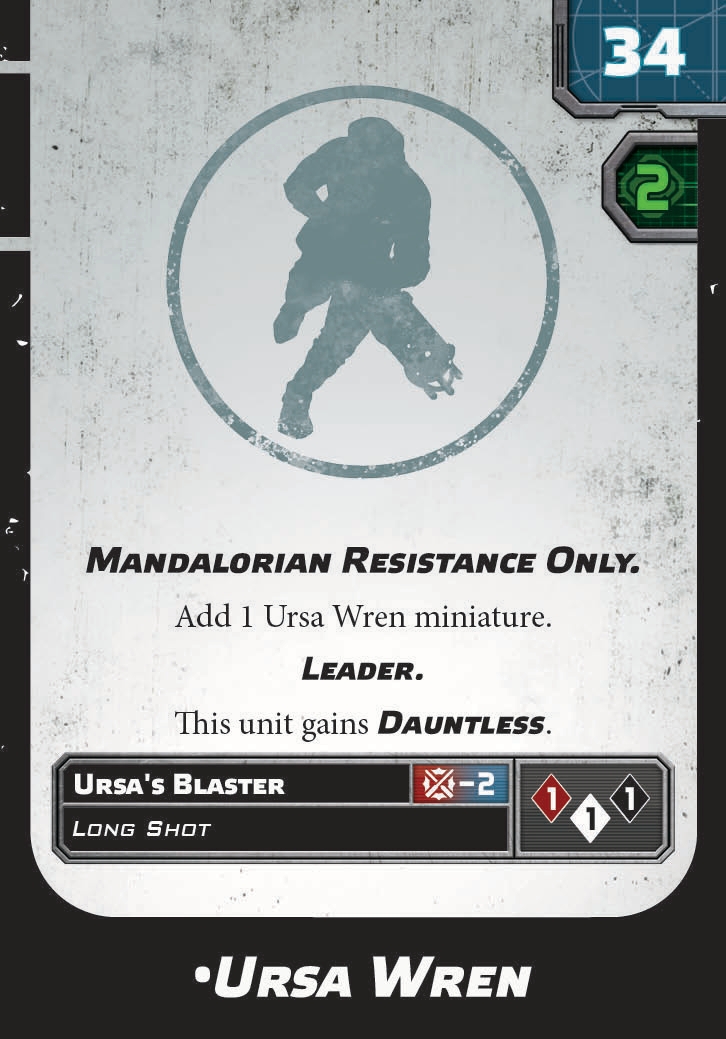 34
2
MANDALORIAN RESISTANCE ONLY.
Add 1 Ursa Wren miniature.
LEADER.
This unit gains DAUNTLESS.
URSA'S BLASTER -2 1 1 1
LONG SHOT
•URSA WREN